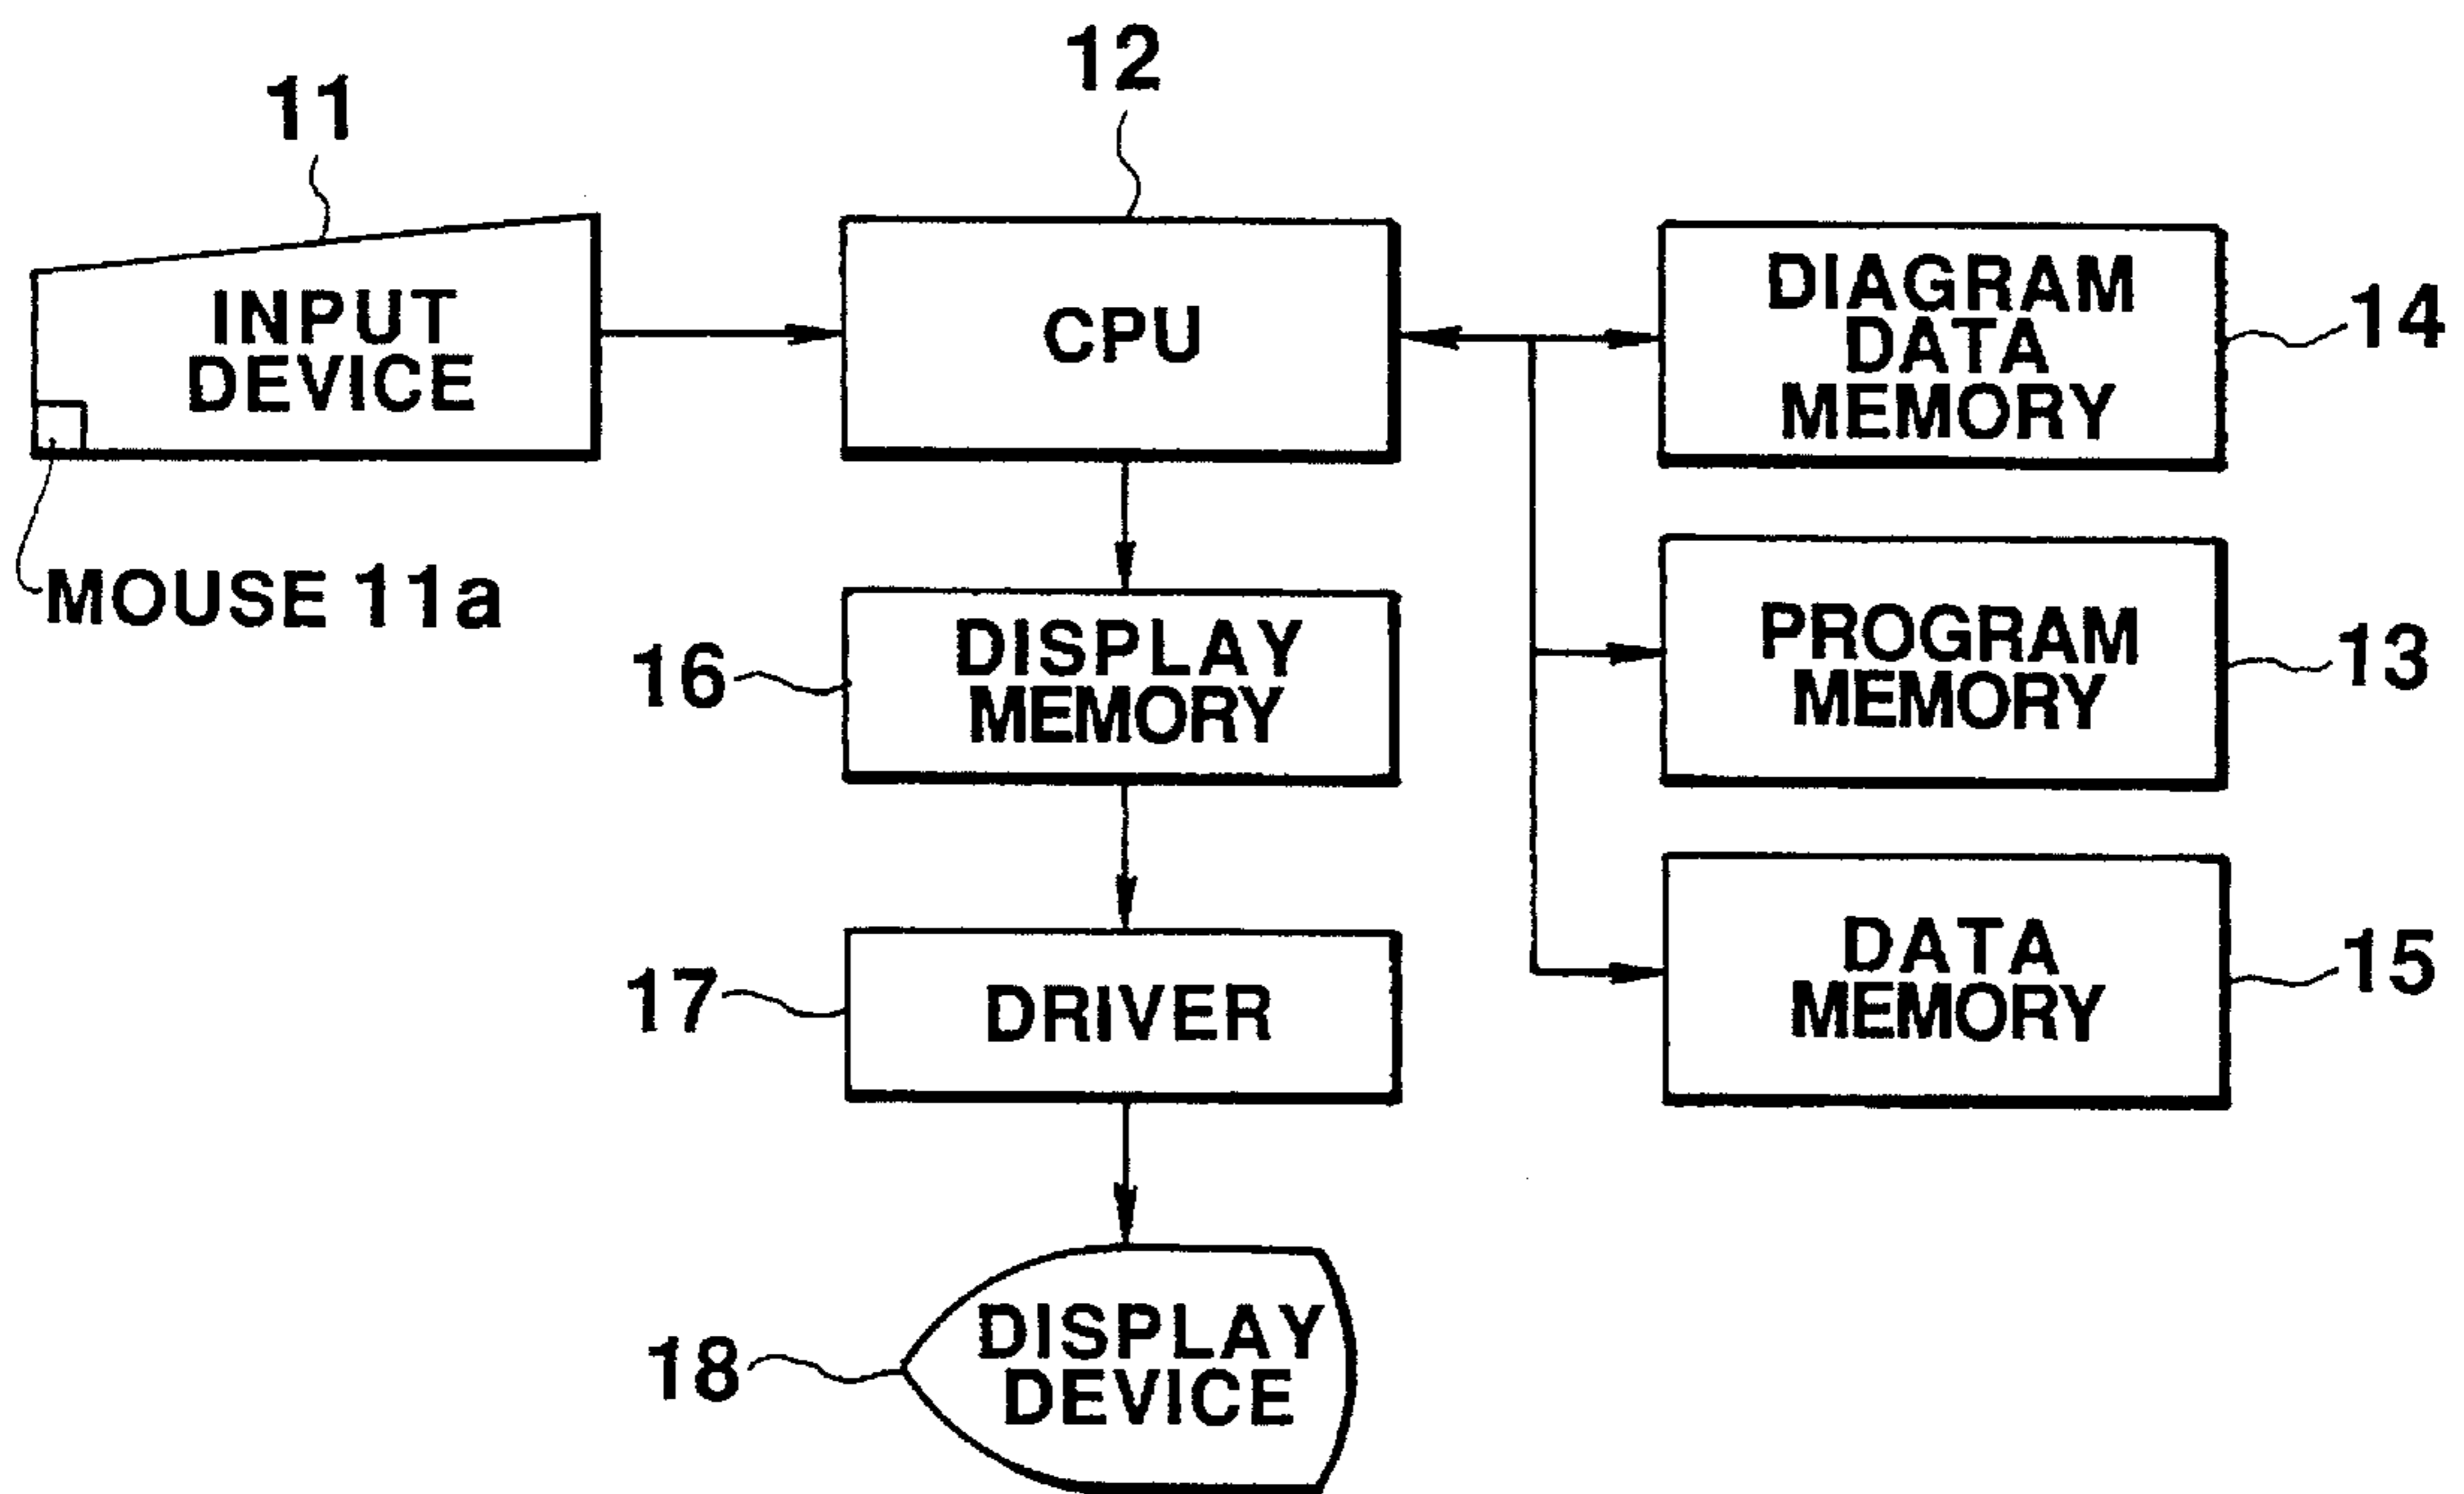 11
12
INPUT
DEVICE
MOUSE 11a
CPU
DIAGRAM
DATA
MEMORY
14
PROGRAM
MEMORY
13
DATA
MEMORY
15
16
DISPLAY
MEMORY
17
DRIVER
18
DISPLAY
DEVICE